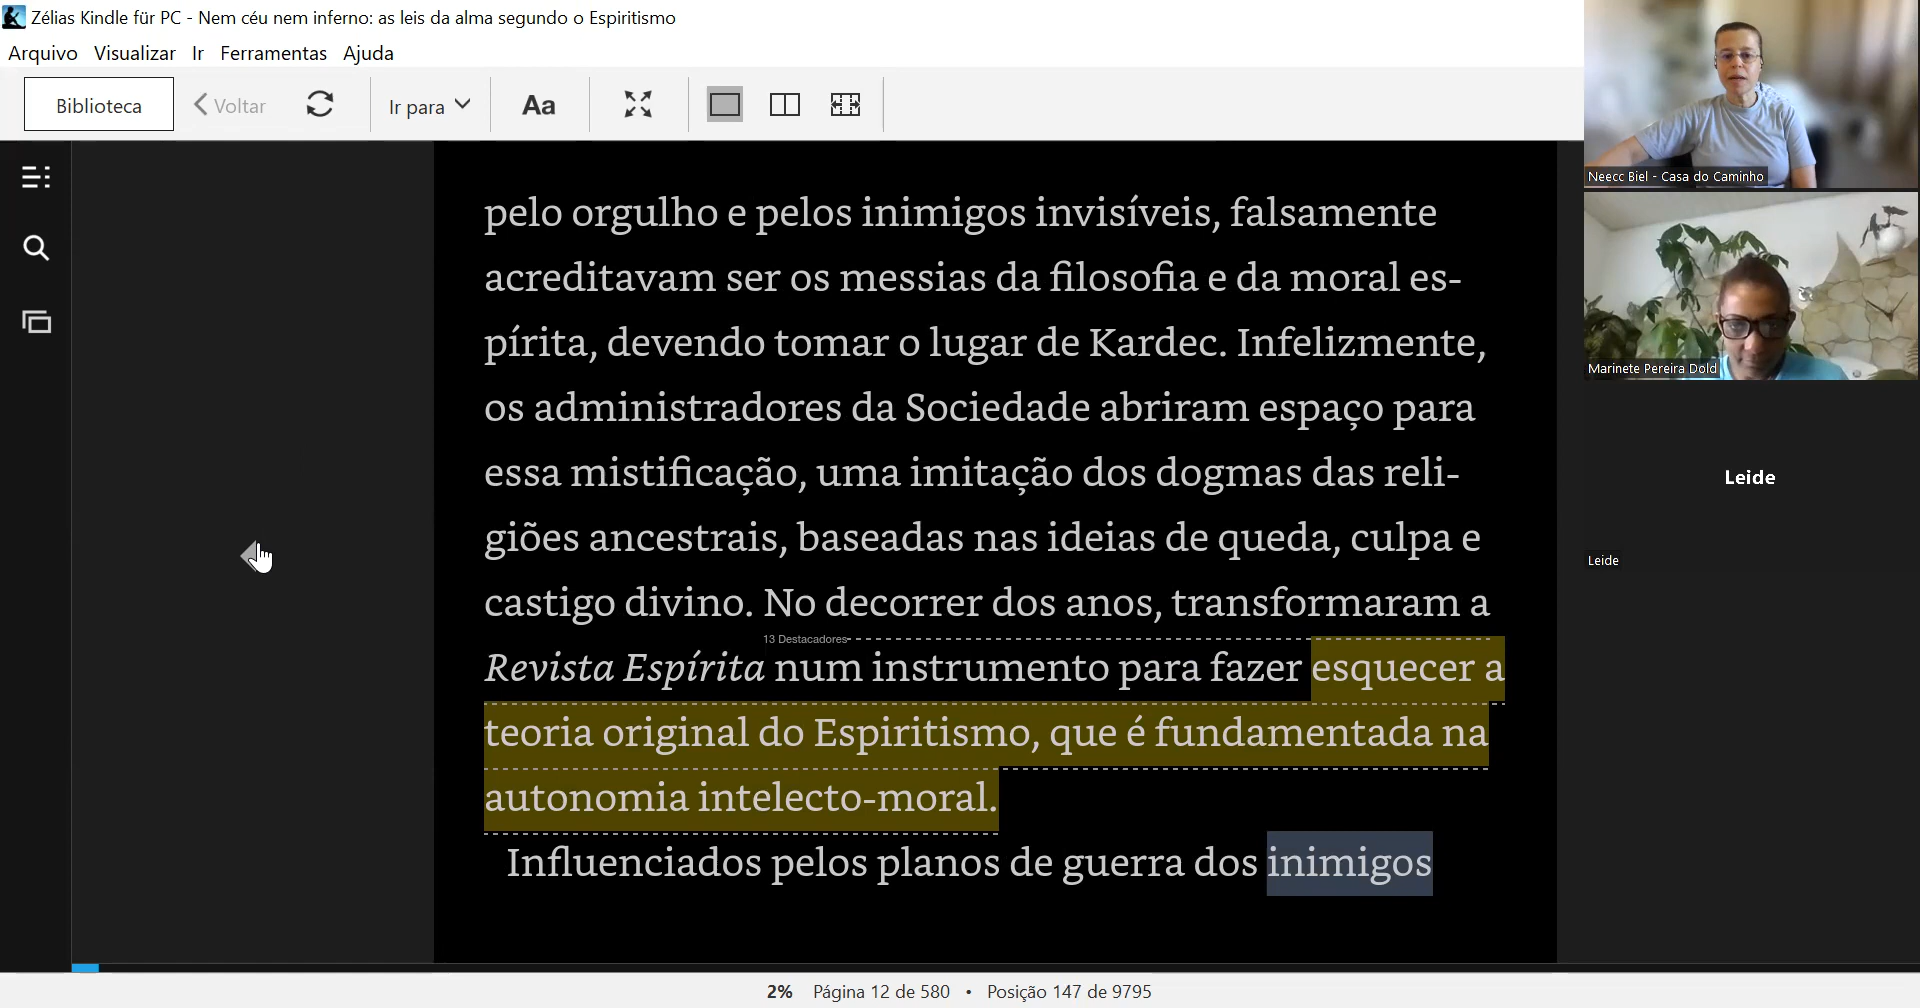 Zélias Kindle für PC - Nem céu nem inferno: as leis da alma segundo o Espiritismo
Arquivo Visualizar Ir Ferramentas Ajuda
Biblioteca Voltar Ir para Aa
pelo orgulho e pelos inimigos invisíveis, falsamente
acreditavam ser os messias da filosofia e da moral es-
pírita, devendo tomar o lugar de Kardec. Infelizmente,
os administradores da Sociedade abriram espaço para
essa mistificação, uma imitação dos dogmas das reli-
giões ancestrais, baseadas nas ideias de queda, culpa e
castigo divino. No decorrer dos anos, transformaram a
13 Destacadores
Revista Espírita num instrumento para fazer esquecer a
teoria original do Espiritismo, que é fundamentada na
autonomia intelecto-moral.
Influenciados pelos planos de guerra dos inimigos
2% Página 12 de 580 • Posição 147 de 9795
Neecc Biel - Casa do Caminho
Marinete Pereira Dold
Leide
Leide